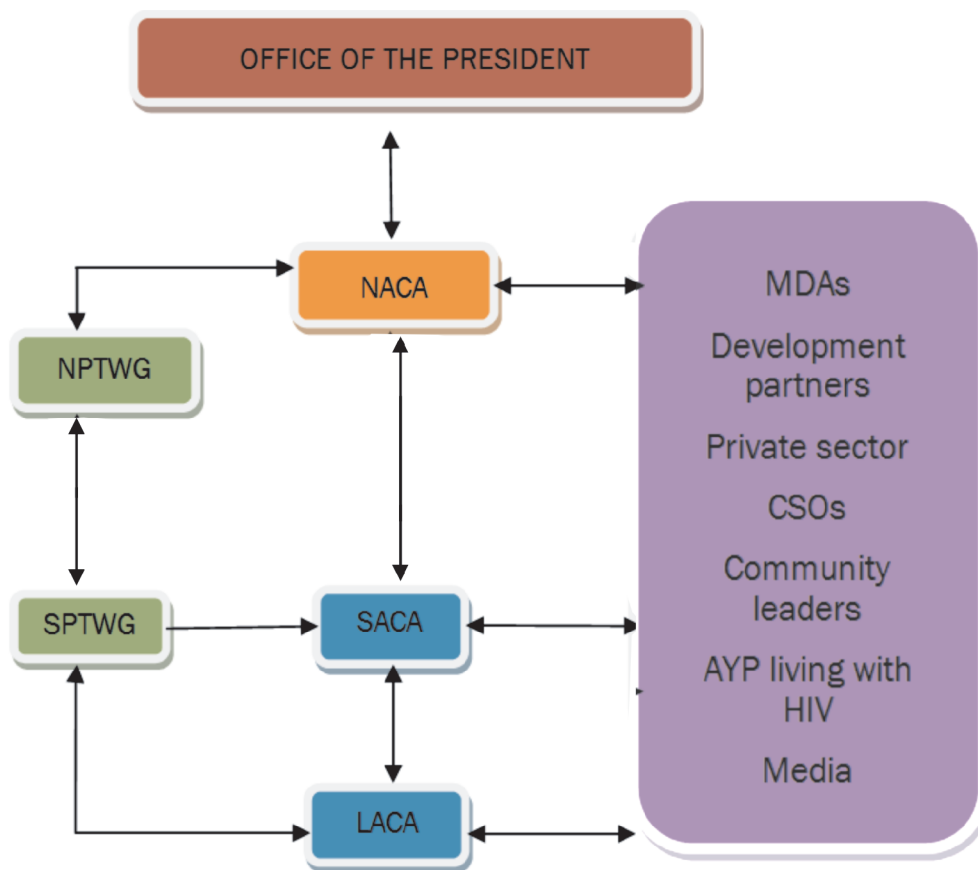 OFFICE OF THE PRESIDENT
NACA
NPTWG
SPTWG
SACA
LACA
MDAs
Development
partners
Private sector
CSOs
Community
leaders
AYP living with
HIV
Media